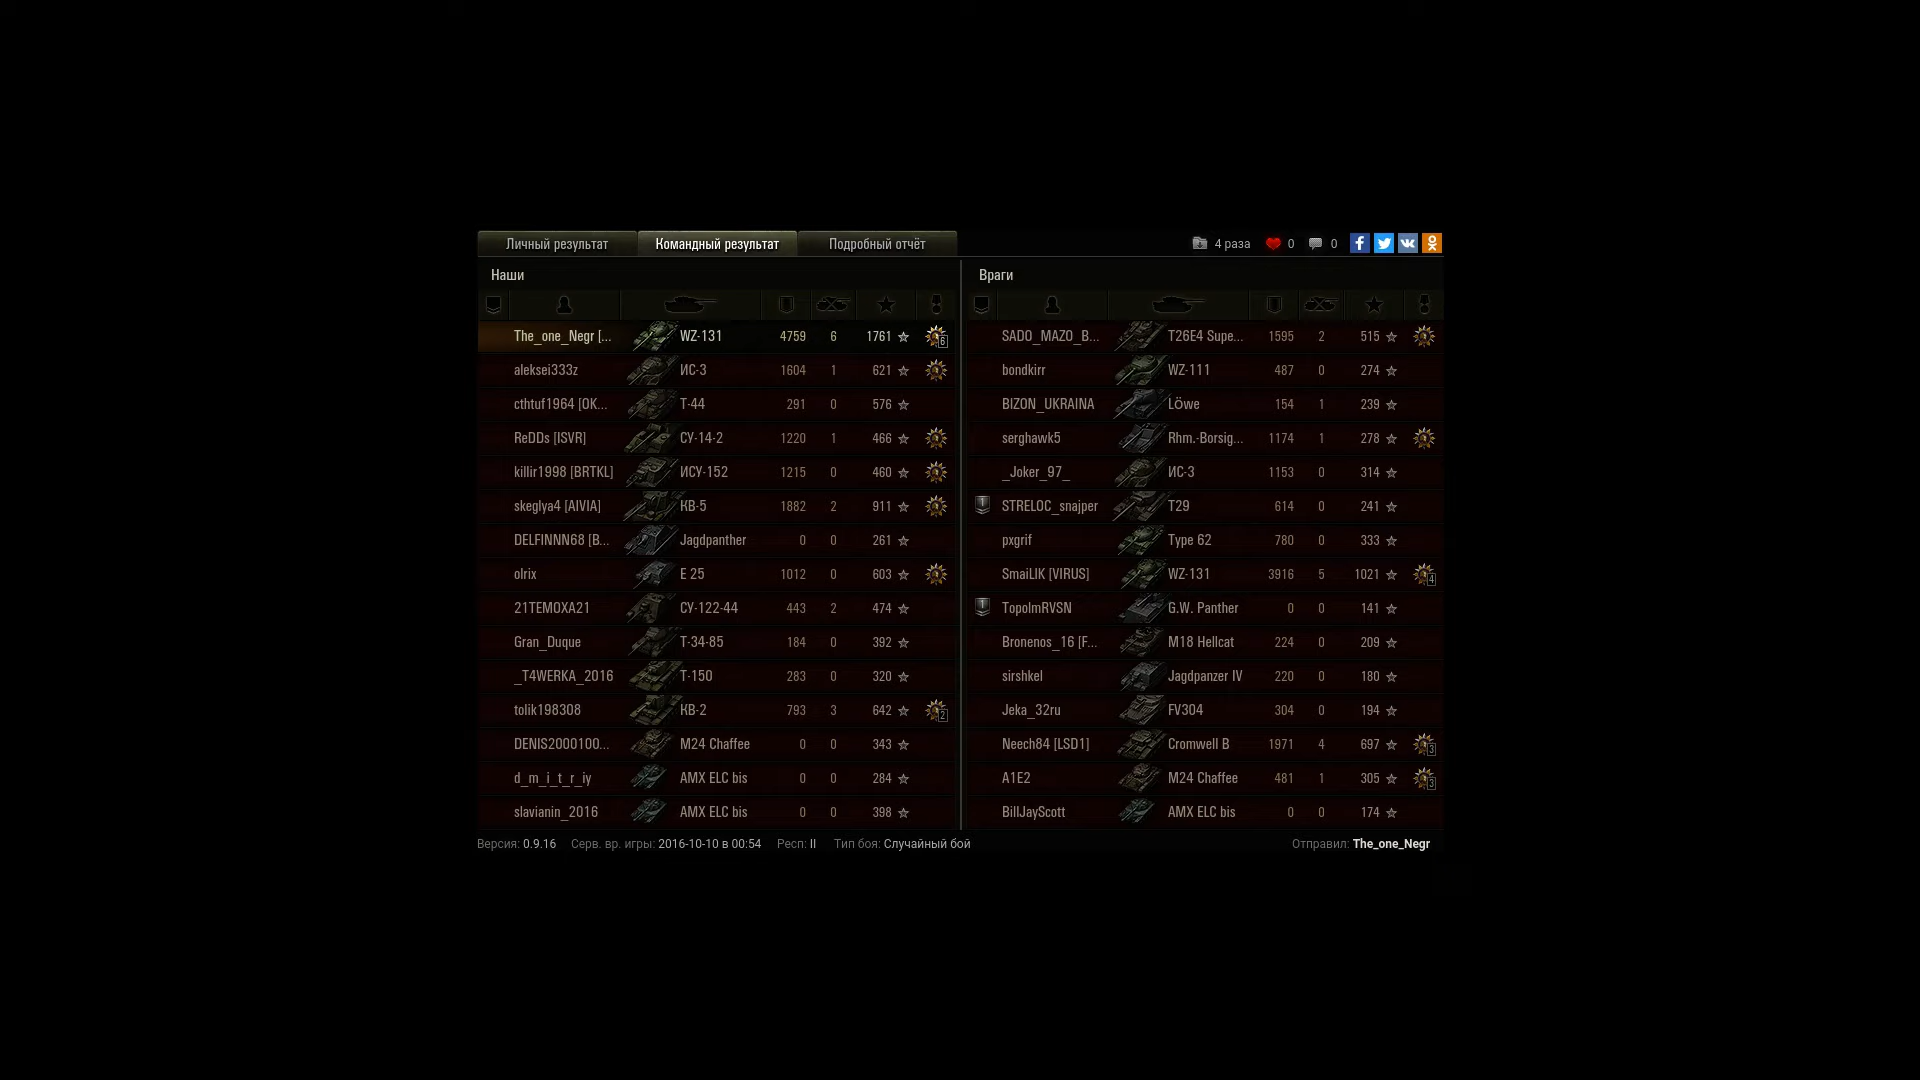 Личный результат Командный результат Подробный отчёт 4 раза 0 0
Наши Враги
The_one_Negr [... WZ-131 4759 6 1761 6 SADO_MAZO_B... T26E4 Supe... 1595 2 515
aleksei333z ИС-3 1604 1 621 bondkirr WZ-111 487 0 274
cthtuf1964 [OK... Т-44 291 0 576 BIZON_UKRAINA Löwe 154 1 239
ReDDs [ISVR] СУ-14-2 1220 1 466 serghawk5 Rhm.-Borsig... 1174 1 278
killir1998 [BRTKL] ИСУ-152 1215 0 460 _Joker_97_ ИС-3 1153 0 314
skeglya4 [AIVIA] КВ-5 1882 2 911 STRELOC_snajper T29 614 0 241
DELFINNN68 [B... Jagdpanther 0 0 261 pxgrif Type 62 780 0 333
olrix E 25 1012 0 603 SmaiLIK [VIRUS] WZ-131 3916 5 1021 4
21TEMOXA21 СУ-122-44 443 2 474 TopolmRVSN G.W. Panther 0 0 141
Gran_Duque Т-34-85 184 0 392 Bronenos_16 [F... M18 Hellcat 224 0 209
_T4WERKA_2016 Т-150 283 0 320 sirshkel Jagdpanzer IV 220 0 180
tolik198308 КВ-2 793 3 642 2 Jeka_32ru FV304 304 0 194
DENIS2000100... M24 Chaffee 0 0 343 Neech84 [LSD1] Cromwell B 1971 4 697 3
d_m_i_t_r_iy AMX ELC bis 0 0 284 A1E2 M24 Chaffee 481 1 305 3
slavianin_2016 AMX ELC bis 0 0 398 BillJayScott AMX ELC bis 0 0 174
Версия: 0.9.16 Серв. вр. игры: 2016-10-10 в 00:54 Респ: II Тип боя: Случайный бой Отправил: The_one_Negr